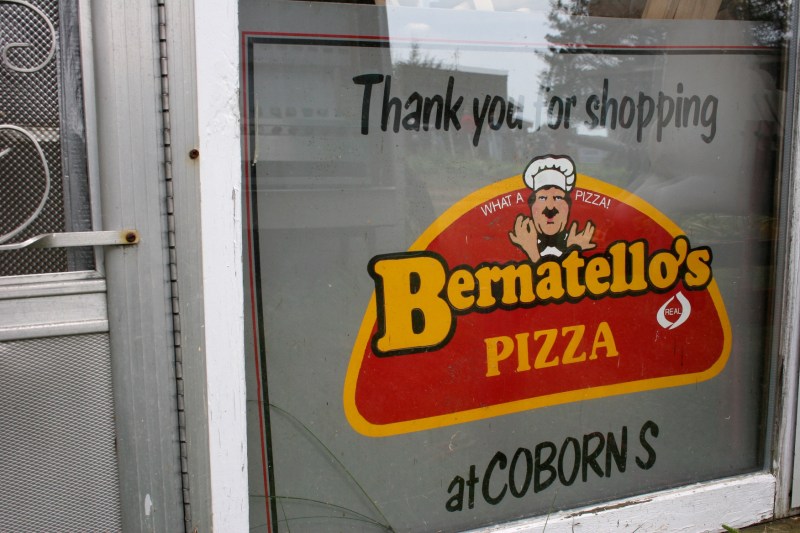 Thank you for shopping
WHAT A PIZZA!
Bernatello's
REAL
PIZZA
at COBORN S